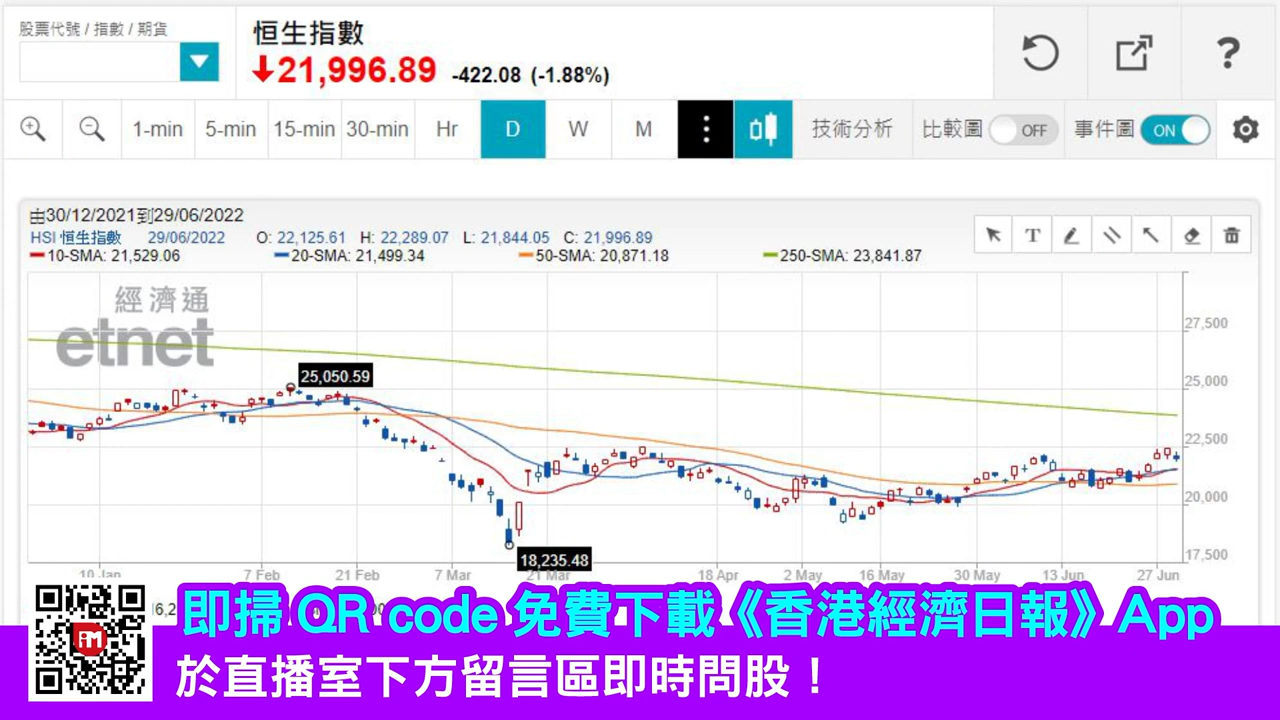 股票代號 / 指數 / 期貨
恒生指數
21,996.89 -422.08 (-1.88%)
?
1-min 5-min 15-min 30-min Hr D W M 技術分析 比較圖 OFF 事件圖 ON
由30/12/2021到29/06/2022
HSI 恒生指數 29/06/2022 O: 22,125.61 H: 22,289.07 L: 21,844.05 C: 21,996.89
T
10-SMA: 21,529.06 20-SMA: 21,499.34 50-SMA: 20,871.18 250-SMA: 23,841.87
經濟通
etnet
27,500
25,050.59
25,000
22,500
20,000
18,235.48
17,500
10 Jan 7 Feb 21 Feb 7 Mar 21 Mar 18 Apr 2 May 16 May 30 May 13 Jun 27 Jun
即掃 QR code 免費下載《香港經濟日報》App
於直播室下方留言區即時問股！